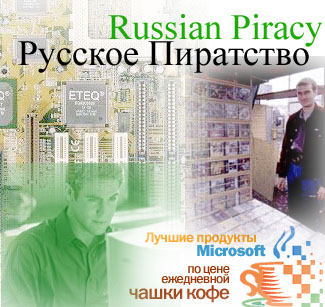 Russian Piracy
Русское Пиратство
ETEQ
Лучшие продукты
Microsoft
по цене
ежедневной
чашки кофе